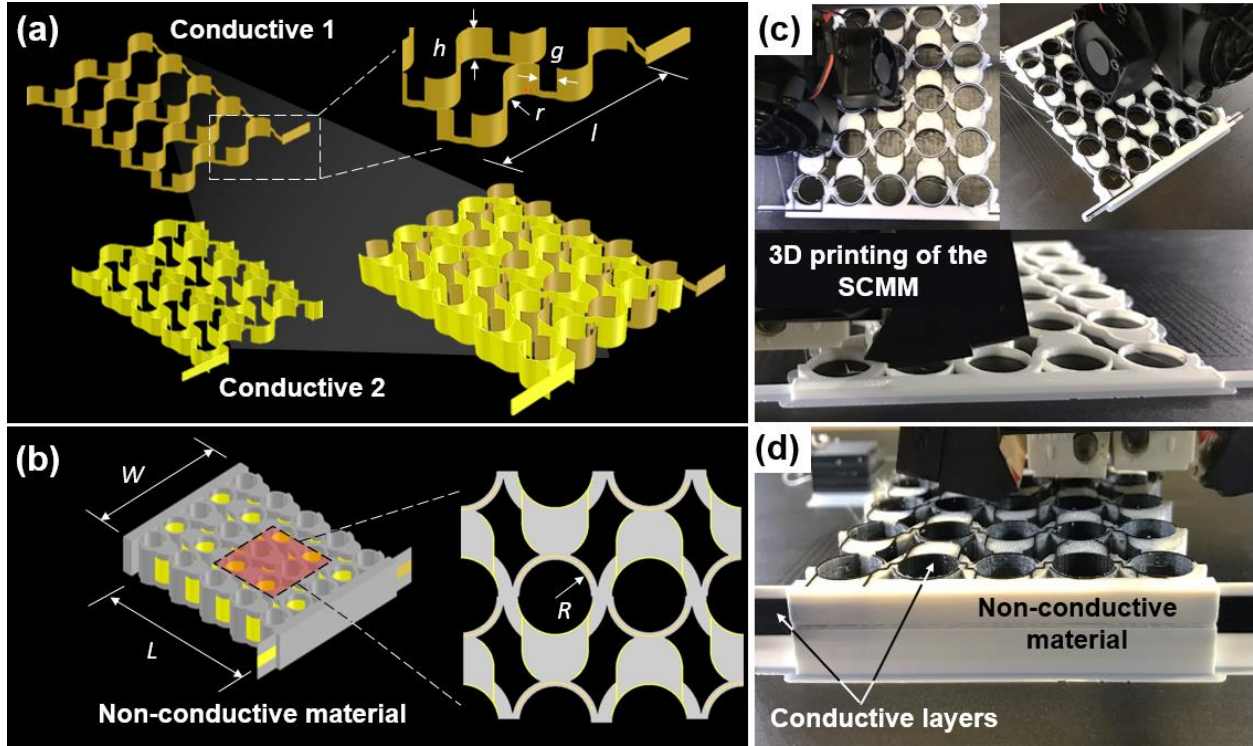 (a)
Conductive 1
h
g
r
l
Conductive 2
(b)
W
L
R
Non-conductive material
(c)
3D printing of the
SCMM
(d)
Non-conductive
material
Conductive layers